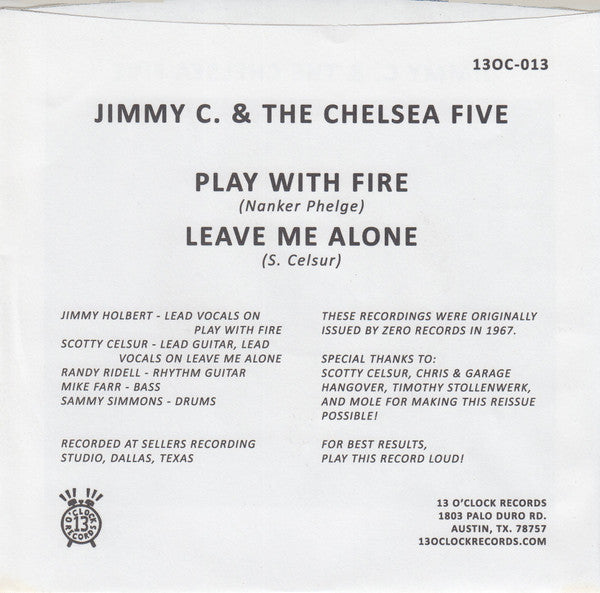 13OC-013
JIMMY C. & THE CHELSEA FIVE
PLAY WITH FIRE
(Nanker Phelge)
LEAVE ME ALONE
(S. Celsur)
JIMMY HOLBERT - LEAD VOCALS ON
PLAY WITH FIRE
SCOTTY CELSUR - LEAD GUITAR, LEAD
VOCALS ON LEAVE ME ALONE
RANDY RIDELL - RHYTHM GUITAR
MIKE FARR - BASS
SAMMY SIMMONS - DRUMS
RECORDED AT SELLERS RECORDING
STUDIO, DALLAS, TEXAS
THESE RECORDINGS WERE ORIGINALLY
ISSUED BY ZERO RECORDS IN 1967.
SPECIAL THANKS TO:
SCOTTY CELSUR, CHRIS & GARAGE
HANGOVER, TIMOTHY STOLLENWERK,
AND MOLE FOR MAKING THIS REISSUE
POSSIBLE!
FOR BEST RESULTS,
PLAY THIS RECORD LOUD!
13 O'CLOCK RECORDS
13 O'CLOCK RECORDS
1803 PALO DURO RD.
AUSTIN, TX. 78757
13OCLOCKRECORDS.COM